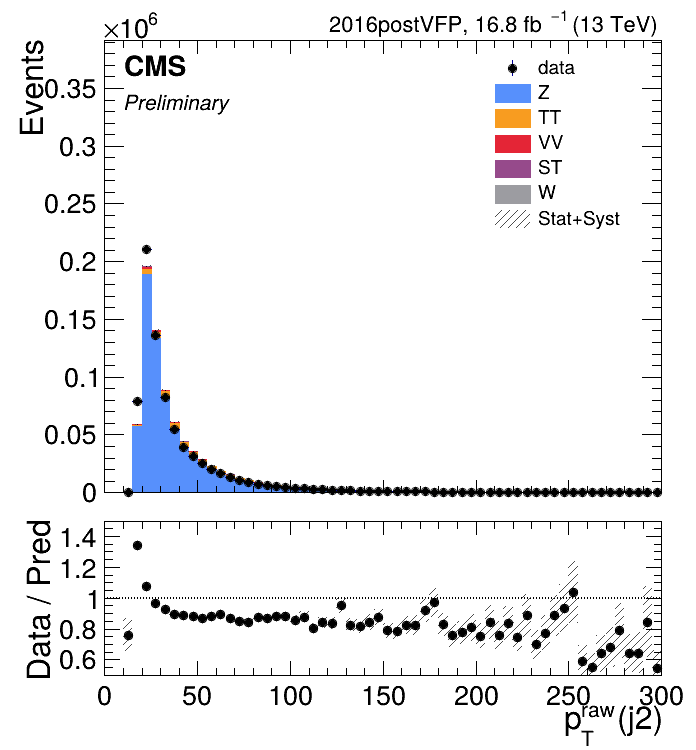 ×10⁶
2016postVFP, 16.8 fb ⁻¹ (13 TeV)
CMS
Preliminary
Events
0.35
0.3
0.25
0.2
0.15
0.1
0.05
0
data
Z
TT
VV
ST
W
Stat+Syst
Data / Pred
1.4
1.2
1
0.8
0.6
0 50 100 150 200 250 300
p_T^raw(j2)